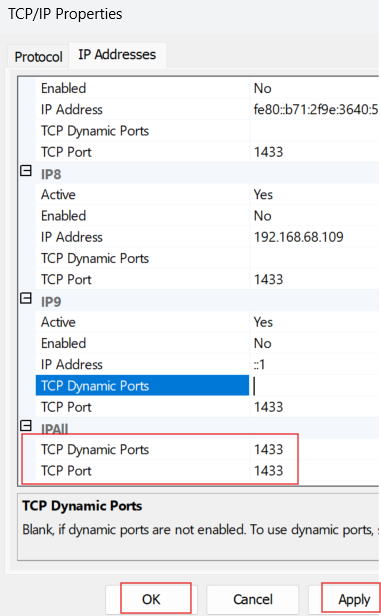 TCP/IP Properties
Protocol IP Addresses
Enabled No
IP Address fe80::b71:2f9e:3640:5
TCP Dynamic Ports
TCP Port 1433
IP8
Active Yes
Enabled No
IP Address 192.168.68.109
TCP Dynamic Ports
TCP Port 1433
IP9
Active Yes
Enabled No
IP Address ::1
TCP Dynamic Ports
TCP Port 1433
IPAll
TCP Dynamic Ports 1433
TCP Port 1433
TCP Dynamic Ports
Blank, if dynamic ports are not enabled. To use dynamic ports,
OK Cancel Apply